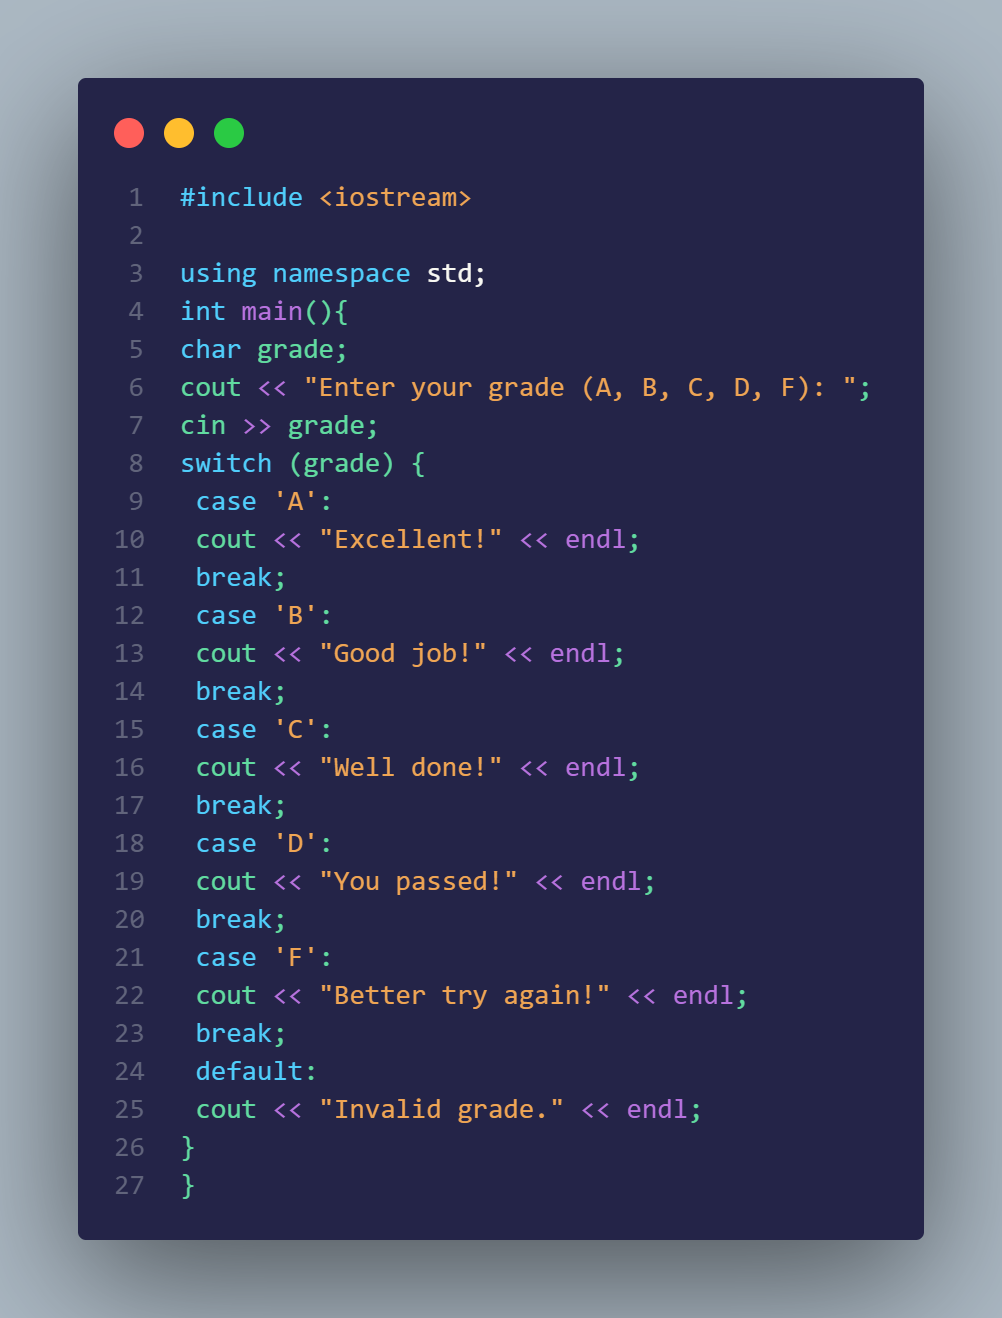 1 #include <iostream>
2
3 using namespace std;
4 int main(){
5 char grade;
6 cout << "Enter your grade (A, B, C, D, F): ";
7 cin >> grade;
8 switch (grade) {
9  case 'A':
10  cout << "Excellent!" << endl;
11  break;
12  case 'B':
13  cout << "Good job!" << endl;
14  break;
15  case 'C':
16  cout << "Well done!" << endl;
17  break;
18  case 'D':
19  cout << "You passed!" << endl;
20  break;
21  case 'F':
22  cout << "Better try again!" << endl;
23  break;
24  default:
25  cout << "Invalid grade." << endl;
26 }
27 }